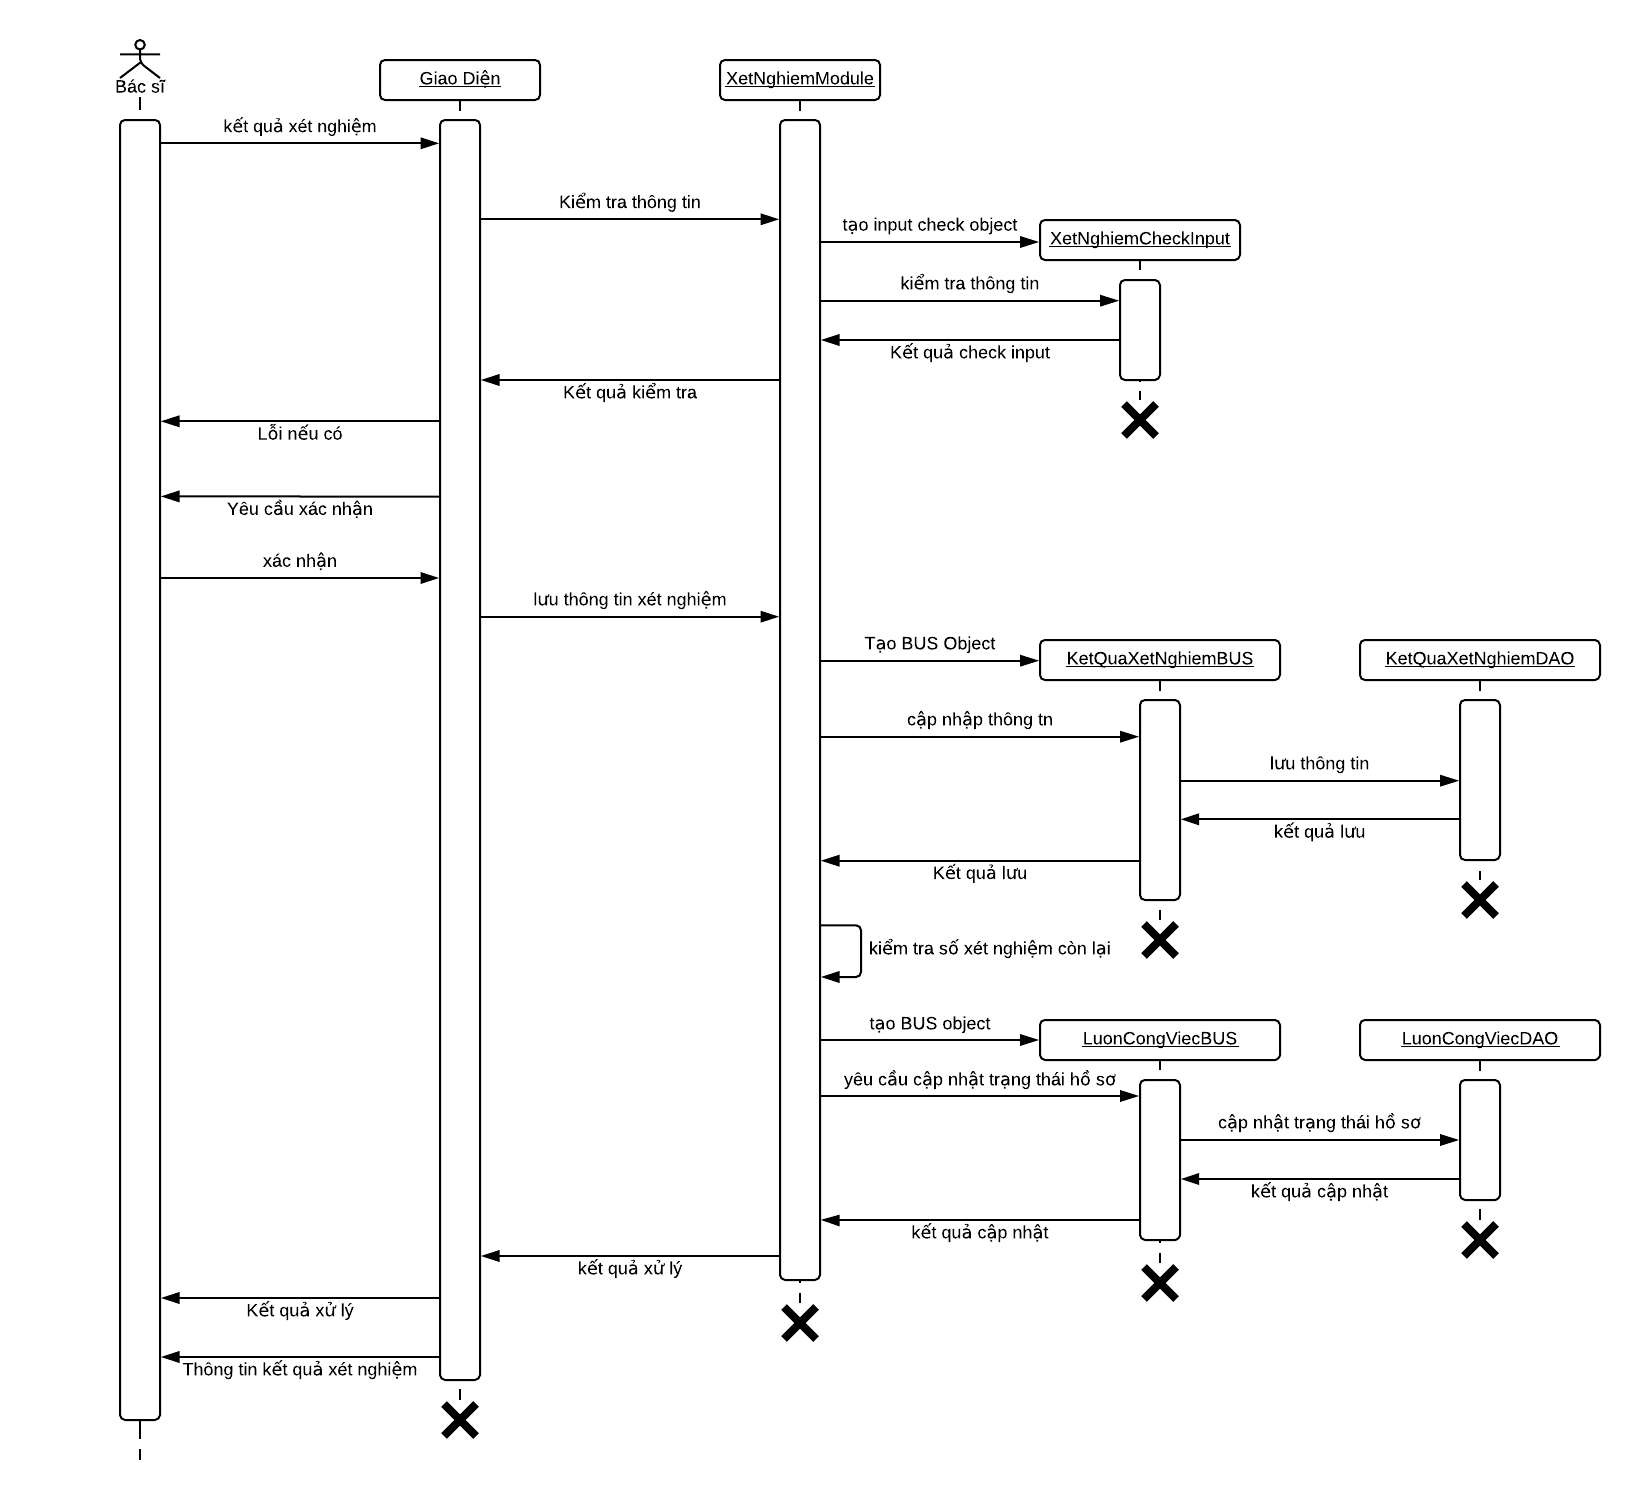 Bác sĩ
Giao Diện
XetNghiemModule
kết quả xét nghiệm
Kiểm tra thông tin
tạo input check object
XetNghiemCheckInput
kiểm tra thông tin
Kết quả check input
Kết quả kiểm tra
Lỗi nếu có
Yêu cầu xác nhận
xác nhận
lưu thông tin xét nghiệm
Tạo BUS Object
KetQuaXetNghiemBUS
KetQuaXetNghiemDAO
cập nhập thông tn
lưu thông tin
kết quả lưu
Kết quả lưu
kiểm tra số xét nghiệm còn lại
tạo BUS object
LuonCongViecBUS
LuonCongViecDAO
yêu cầu cập nhật trạng thái hồ sơ
cập nhật trạng thái hồ sơ
kết quả cập nhật
kết quả cập nhật
kết quả xử lý
Kết quả xử lý
Thông tin kết quả xét nghiệm